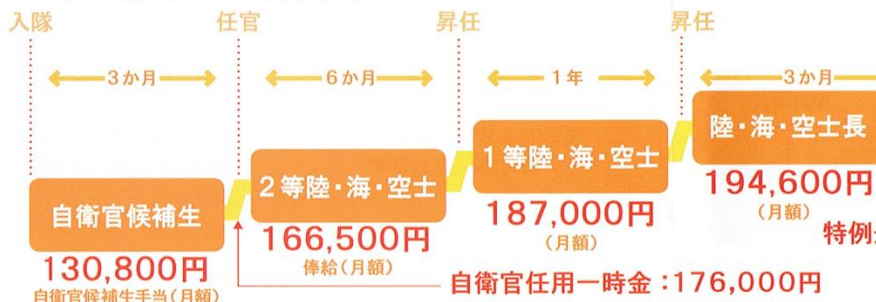 入隊
任官
昇任
昇任
3か月
6か月
1年
3か月
自衛官候補生
2等陸・海・空士
1等陸・海・空士
陸・海・空士長
130,800円
自衛官候補生手当(月額)
166,500円
俸給(月額)
187,000円
(月額)
194,600円
(月額)
特例
自衛官任用一時金:176,000円